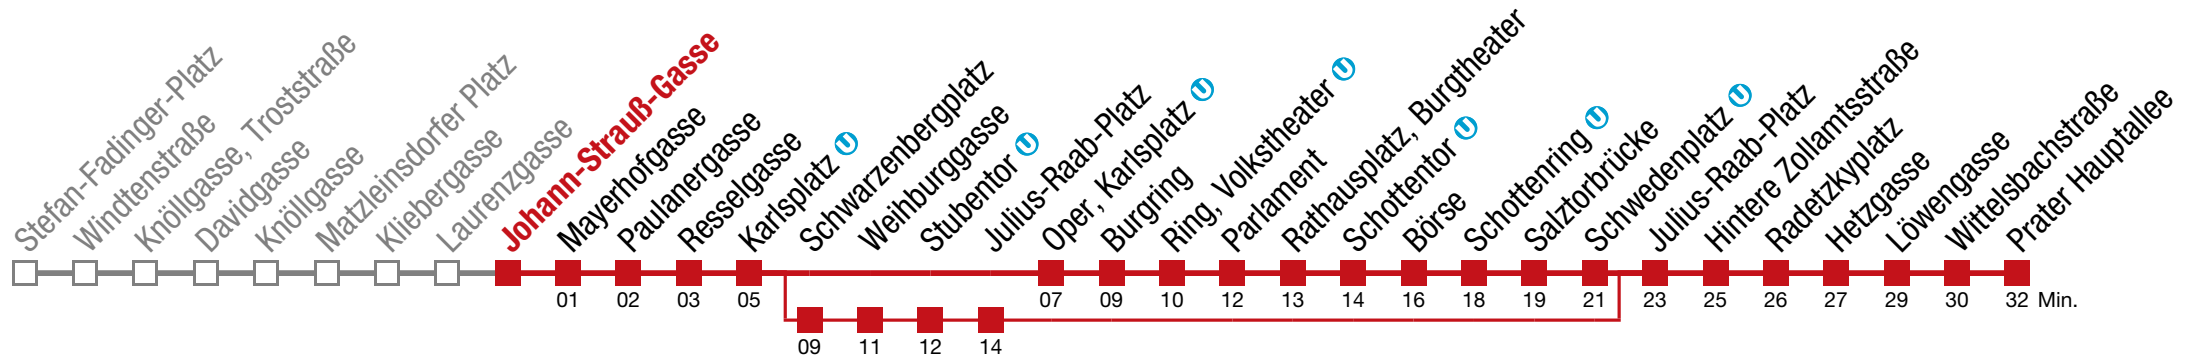 Stefan-Fadinger-Platz
Windtenstraße
Knöllgasse, Troststraße
Davidgasse
Knöllgasse
Matzleinsdorfer Platz
Kliebergasse
Laurenzgasse
Johann-Strauß-Gasse
Mayerhofgasse
Paulanergasse
Resselgasse
Karlsplatz U
Schwarzenbergplatz
Weihburggasse
Stubentor U
Julius-Raab-Platz
Oper, Karlsplatz U
Burgring
Ring, Volkstheater U
Parlament
Rathausplatz, Burgtheater
Schottentor U
Börse
Schottenring U
Salztorbrücke
Schwedenplatz U
Julius-Raab-Platz
Hintere Zollamtsstraße
Radetzkyplatz
Hetzgasse
Löwengasse
Wittelsbachstraße
Prater Hauptallee
01 02 03 05 07 09 10 12 13 14 16 18 19 21 23 25 26 27 29 30 32 Min.
09 11 12 14